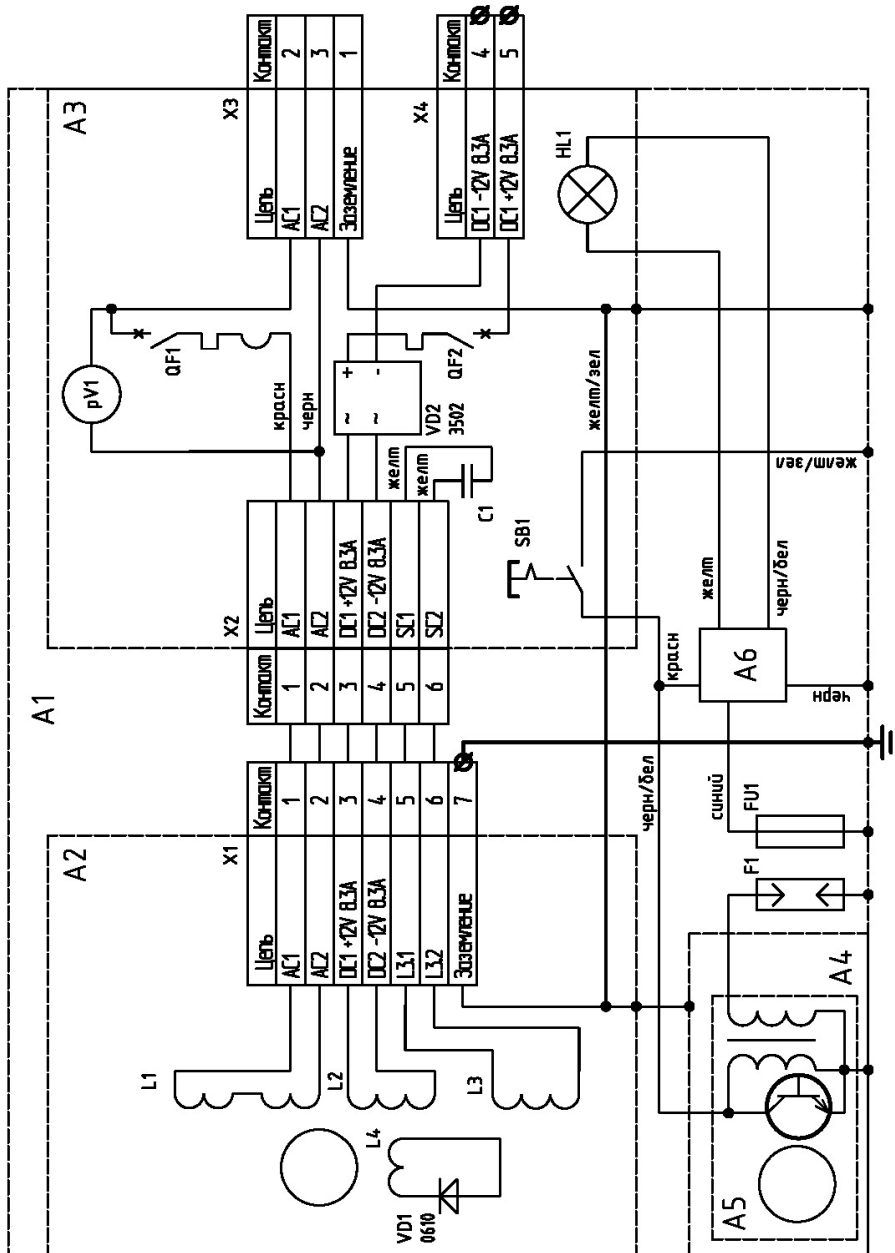 A1
A2
X1
Цепь
Контакт
AC1
1
AC2
2
DC1 +12V 8.3A
3
DC2 -12V 8.3A
4
L3.1
5
L3.2
6
Заземление
7
L1
L2
L3
L4
VD1
0610
A3
X2
Контакт
Цепь
1
AC1
2
AC2
3
DC1 +12V 8.3A
4
DC2 -12V 8.3A
5
SC1
6
SC2
pV1
QF1
красн
черн
VD2
3502
~
~
+
-
QF2
желт
желт
C1
X3
Цепь
Контакт
AC1
2
AC2
3
Заземление
1
X4
Цепь
Контакт
DC1 -12V 8.3A
4
DC1 +12V 8.3A
5
SB1
желт/зел
желт/зел
HL1
красн
желт
черн/бел
A6
черн
черн/бел
синий
FU1
F1
A4
A5